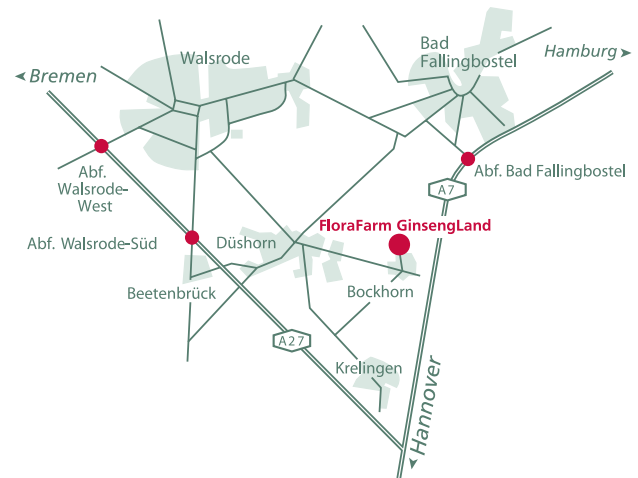 Walsrode
Bad
Fallingbostel
Hamburg
Bremen
Abf.
Walsrode-
West
A7
Abf. Bad Fallingbostel
FloraFarm GinsengLand
Abf. Walsrode-Süd
Düshorn
Beetenbrück
Bockhorn
A27
Krelingen
Hannover